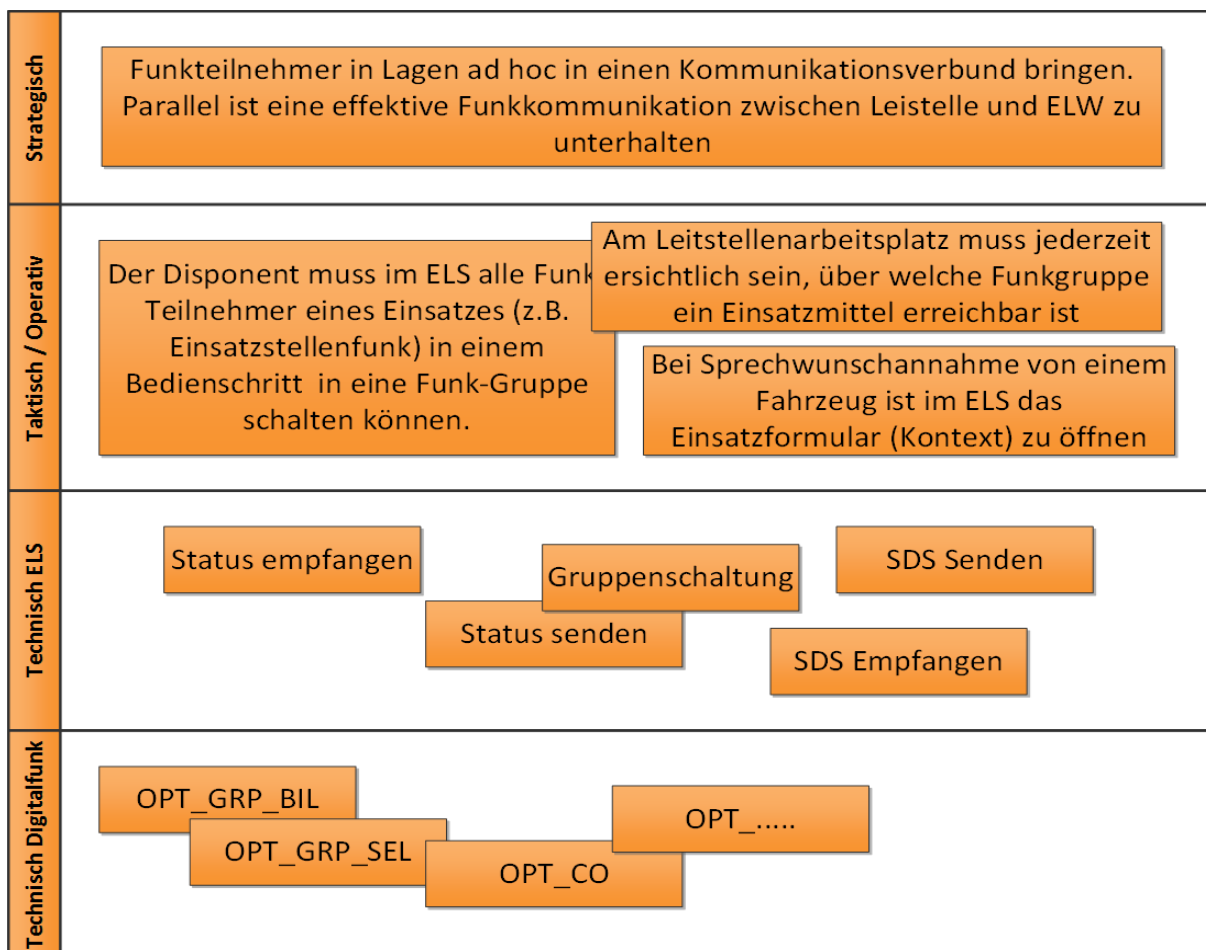 Strategisch
Funkteilnehmer in Lagen ad hoc in einen Kommunikationsverbund bringen.
Parallel ist eine effektive Funkkommunikation zwischen Leistelle und ELW zu
unterhalten
Taktisch / Operativ
Der Disponent muss im ELS alle Funk
Teilnehmer eines Einsatzes (z.B.
Einsatzstellenfunk) in einem
Bedienschritt in eine Funk-Gruppe
schalten können.
Am Leitstellenarbeitsplatz muss jederzeit
ersichtlich sein, über welche Funkgruppe
ein Einsatzmittel erreichbar ist
Bei Sprechwunschannahme von einem
Fahrzeug ist im ELS das
Einsatzformular (Kontext) zu öffnen
Technisch ELS
Status empfangen
Gruppenschaltung
Status senden
SDS Senden
SDS Empfangen
Technisch Digitalfunk
OPT_GRP_BIL
OPT_GRP_SEL
OPT_CO
OPT_.....